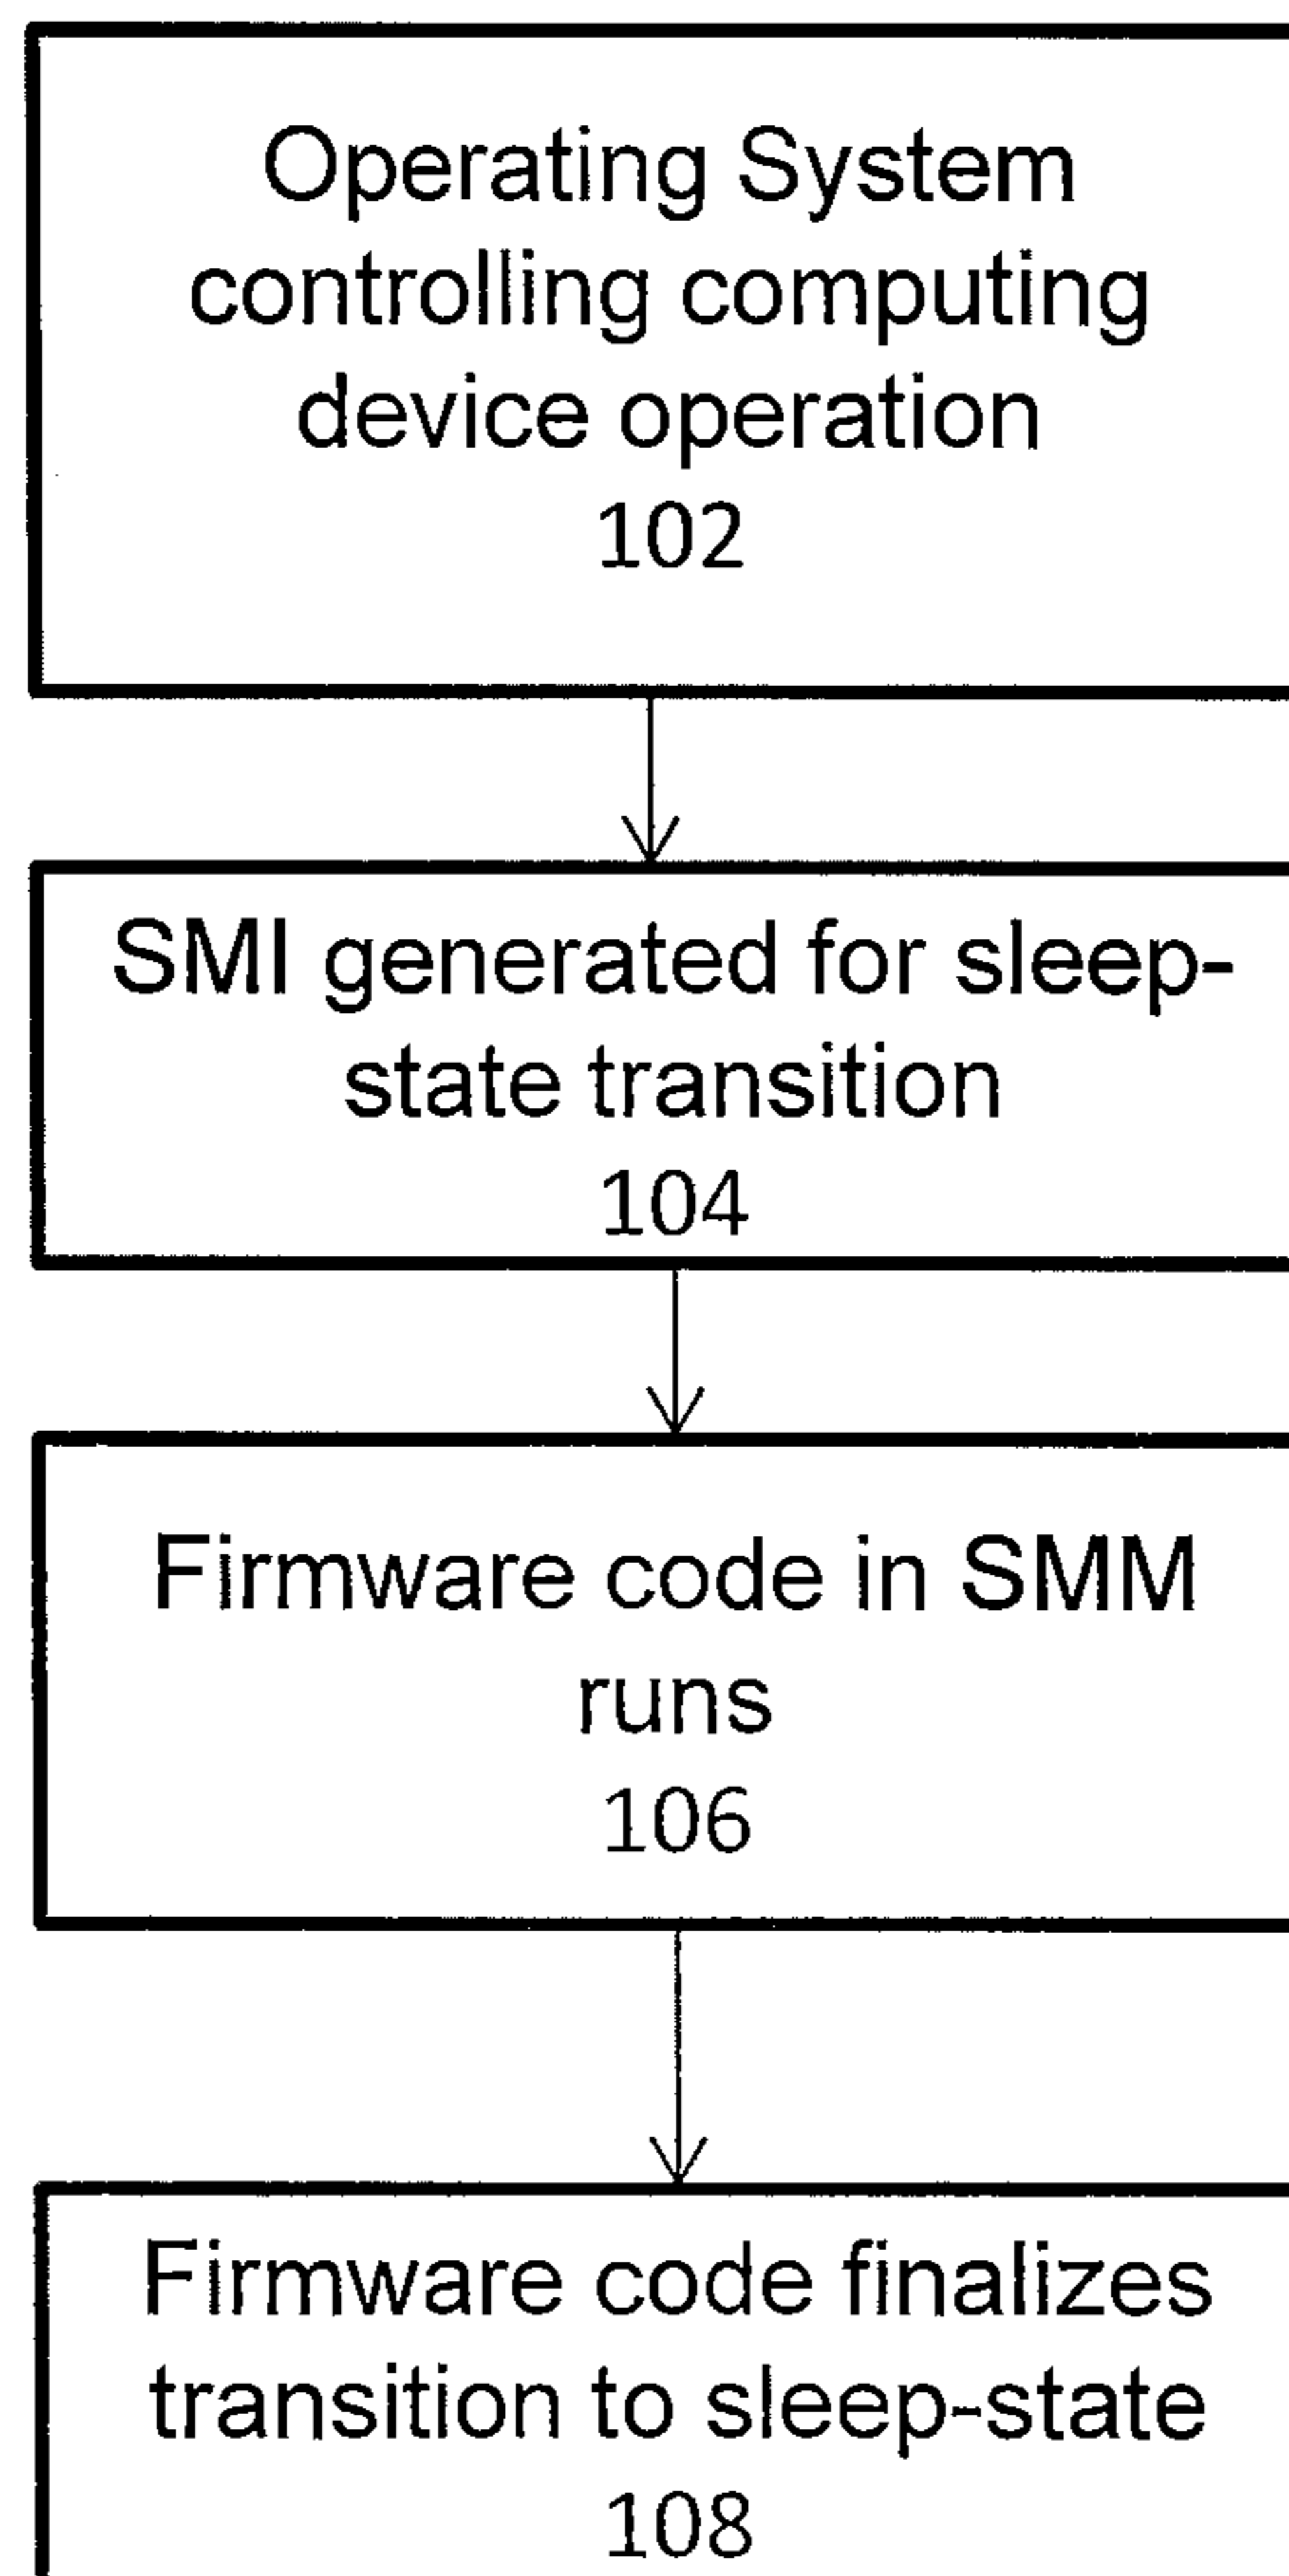 Operating System
controlling computing
device operation
102
SMI generated for sleep-
state transition
104
Firmware code in SMM
runs
106
Firmware code finalizes
transition to sleep-state
108